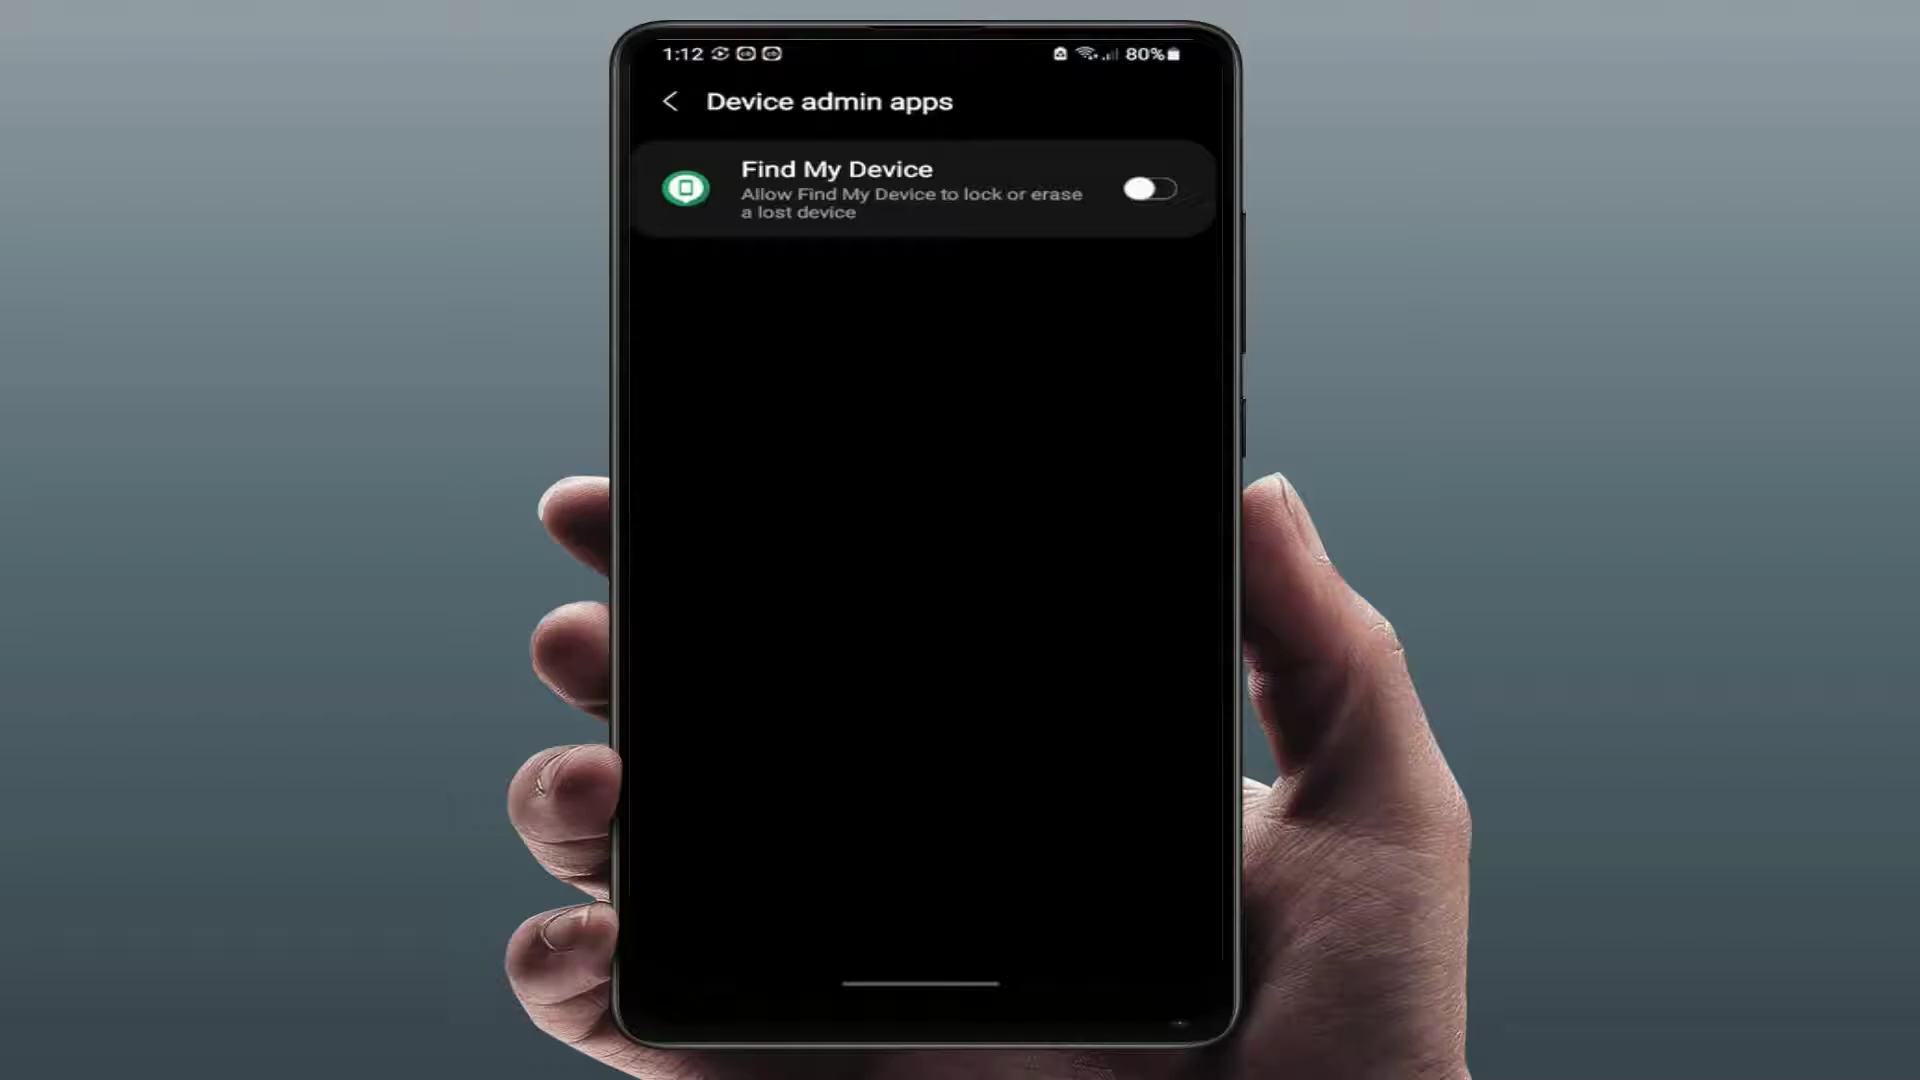 1:12
80%
Device admin apps
Find My Device
Allow Find My Device to lock or erase
a lost device